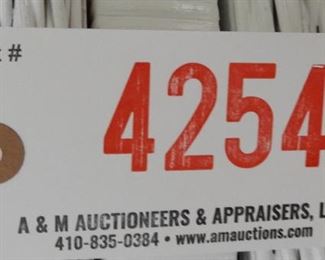 #
4254
A & M AUCTIONEERS & APPRAISERS, L
410-835-0384 • www.amauctions.com